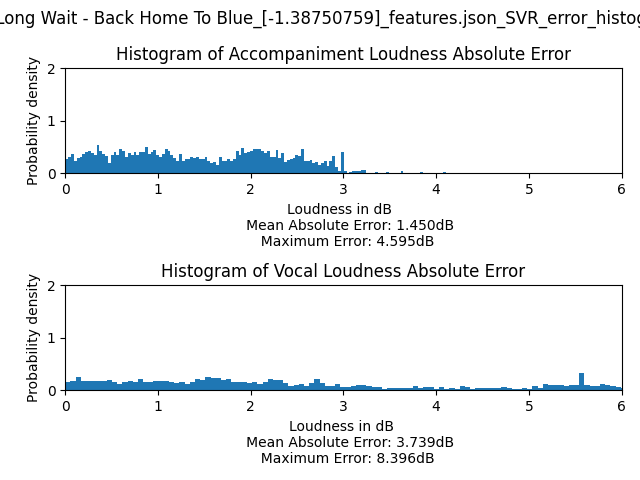 Long Wait - Back Home To Blue_[-1.38750759]_features.json_SVR_error_histog
Histogram of Accompaniment Loudness Absolute Error
Probability density
2
1
0
0 1 2 3 4 5 6
Loudness in dB
Mean Absolute Error: 1.450dB
Maximum Error: 4.595dB
Histogram of Vocal Loudness Absolute Error
Probability density
2
1
0
0 1 2 3 4 5 6
Loudness in dB
Mean Absolute Error: 3.739dB
Maximum Error: 8.396dB